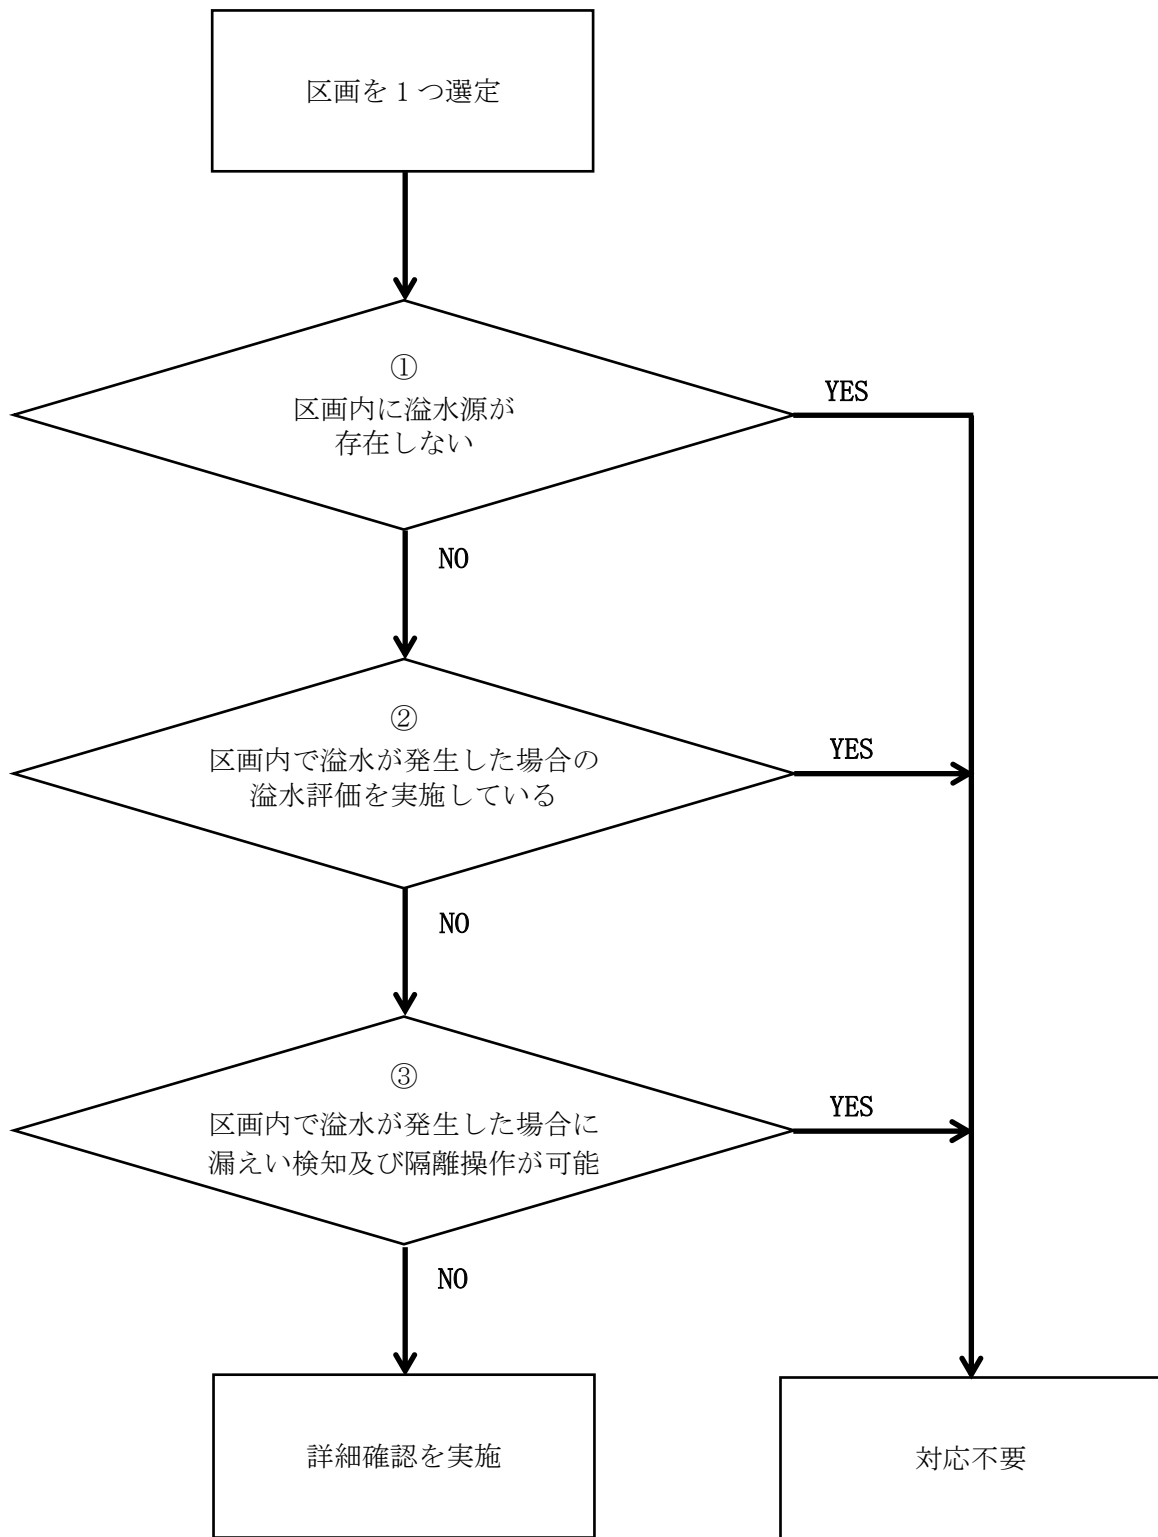 区画を1つ選定
①
区画内に溢水源が
存在しない
YES
NO
②
区画内で溢水が発生した場合の
溢水評価を実施している
YES
NO
③
区画内で溢水が発生した場合に
漏えい検知及び隔離操作が可能
YES
NO
詳細確認を実施
対応不要